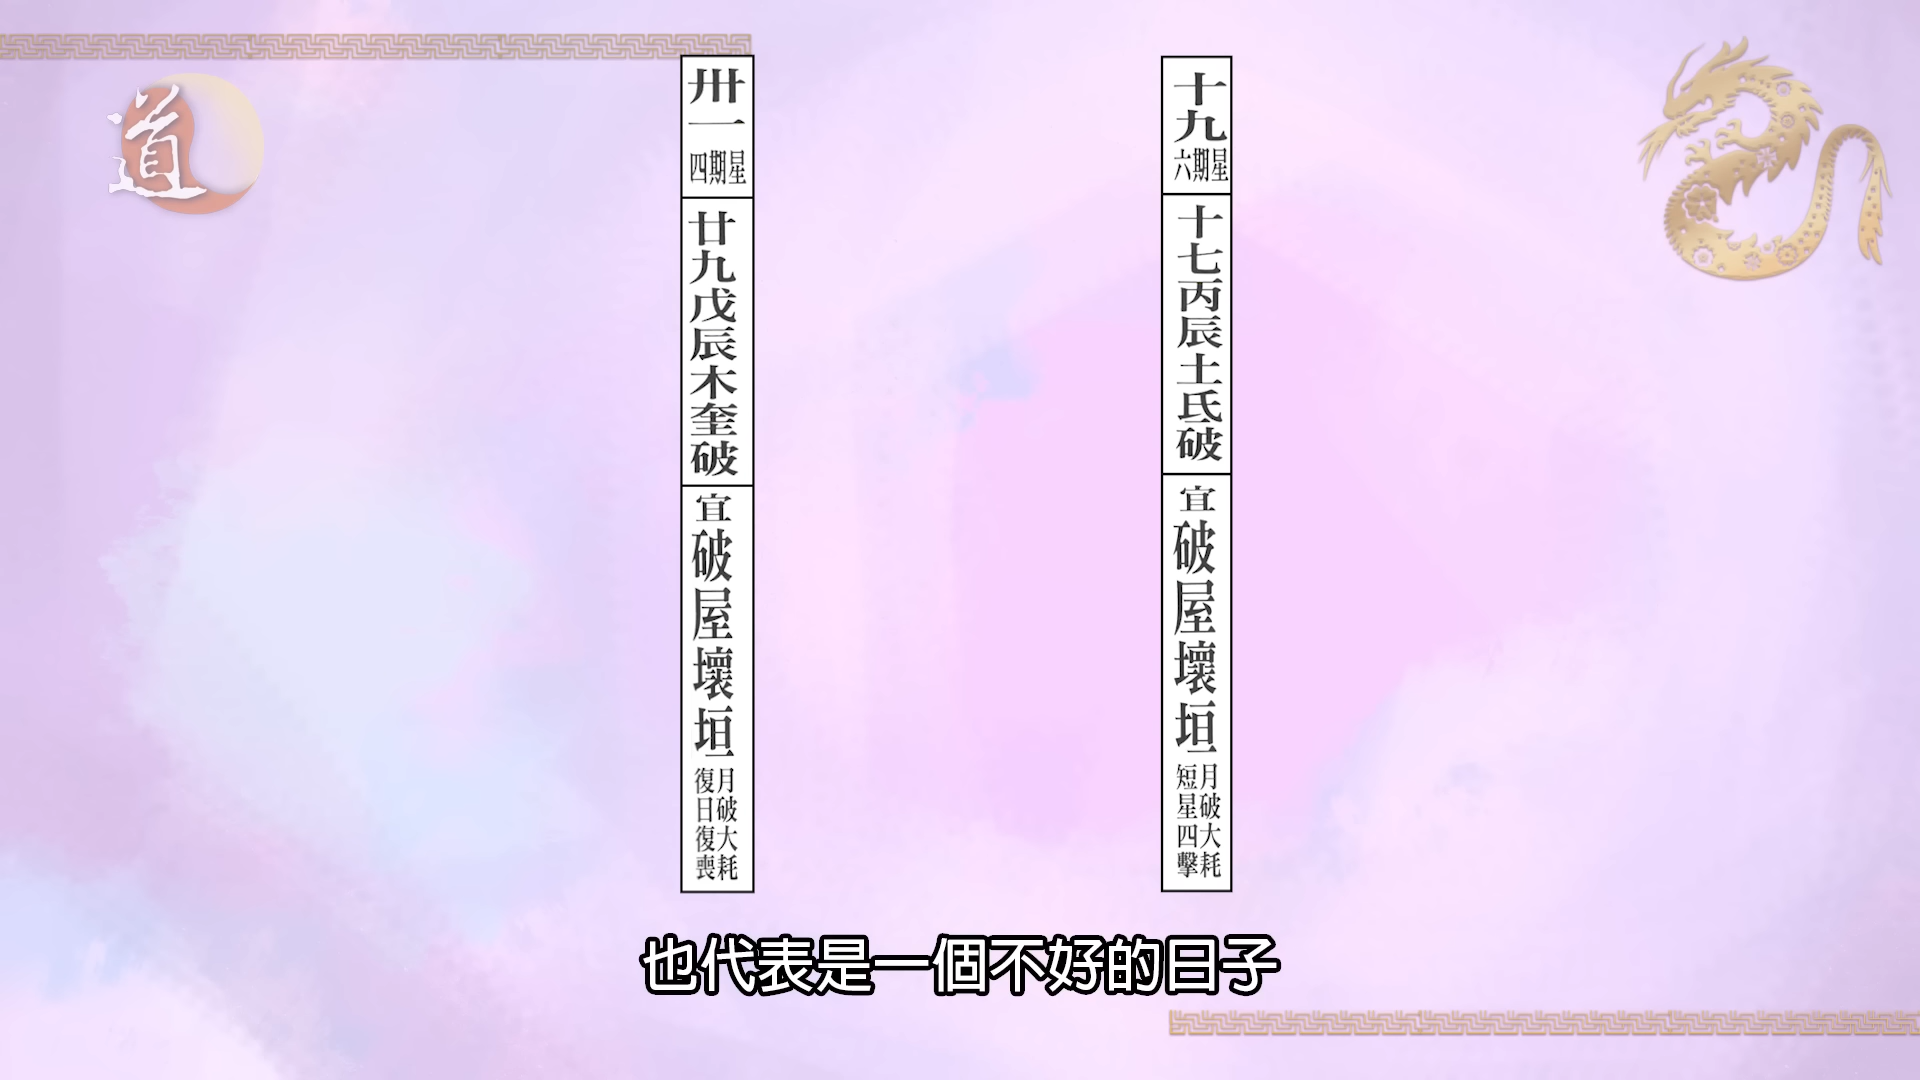 道
卅一
星期四
廿九戊辰木奎破
宜破屋壞垣
月破大耗
復日復喪
十九
星期六
十七丙辰土氐破
宜破屋壞垣
月破大耗
短星四擊
也代表是一個不好的日子